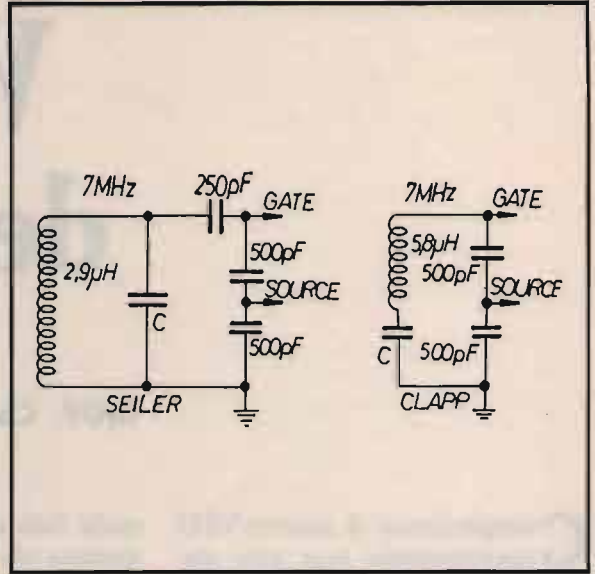 7MHz
250pF
GATE
2,9µH
C
500pF
SOURCE
500pF
SEILER
7MHz
GATE
5,8µH
500pF
SOURCE
C
500pF
CLAPP